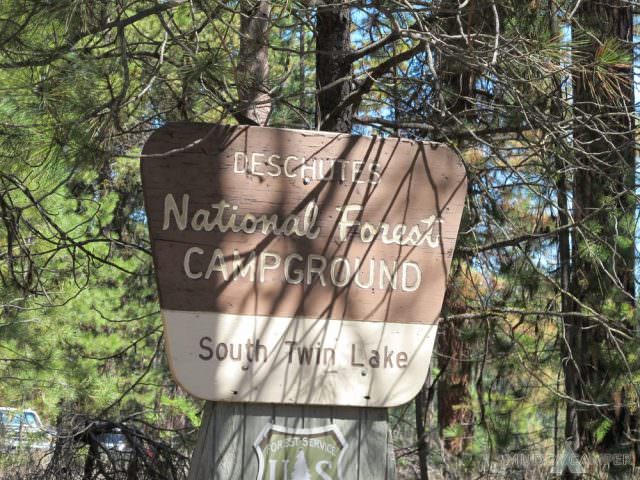 DESCHUTES
National Forest
CAMPGROUND
South Twin Lake
FOREST SERVICE
U S